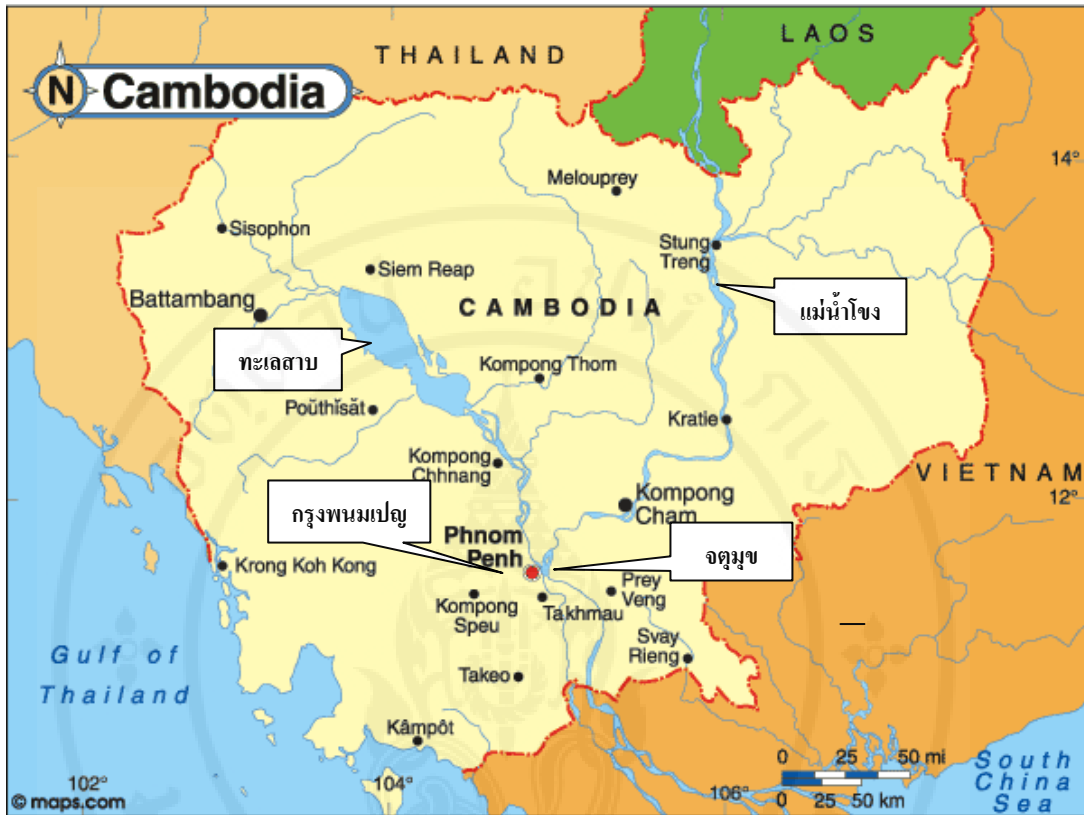 THAILAND
LAOS
N Cambodia
14°
Melouprey
Sisophon
Stung
Treng
Siem Reap
Battambang
CAMBODIA
แม่น้ำโขง
ทะเลสาบ
Kompong Thom
Poŭthĭsăt
Kratie
Kompong
Chhnang
VIETNAM
12°
Kompong
Cham
กรุงพนมเปญ
Phnom
Penh
จตุมุข
Krong Koh Kong
Prey
Veng
Kompong
Speu
Takhmau
Svay
Rieng
Gulf of
Thailand
Takeo
Kâmpôt
0 25 50 mi
0 25 50 km
South
China
Sea
102°
104°
106°
© maps.com